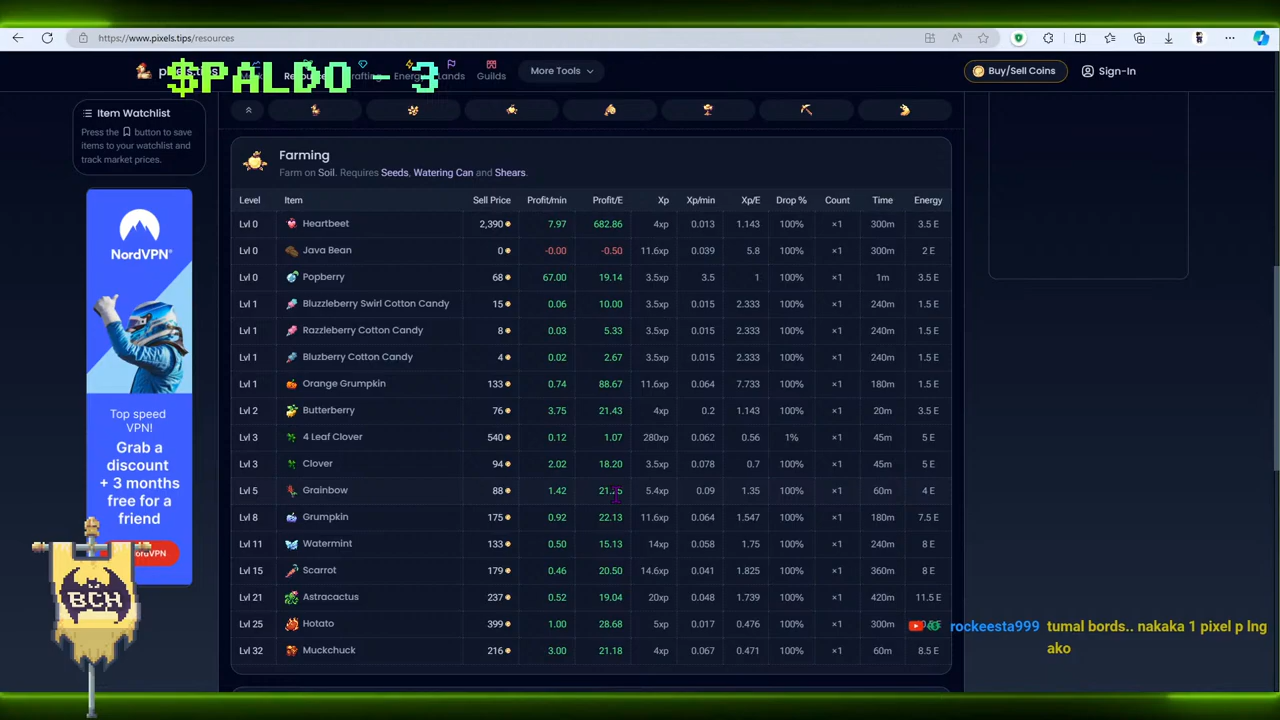 https://www.pixels.tips/resources
$PALDO -3
Guilds
More Tools
Buy/Sell Coins
Sign-In
Item Watchlist
Press the button to save
items to your watchlist and
track market prices.
NordVPN®
Top speed
VPN!
Grab a
discount
+ 3 months
free for a
friend
BCH
Farming
Farm on Soil. Requires Seeds, Watering Can and Shears.
Level Item Sell Price Profit/min Profit/E Xp Xp/min Xp/E Drop % Count Time Energy
Lvl 0 Heartbeet 2,390 7.97 682.86 4xp 0.013 1.143 100% ×1 300m 3.5 E
Lvl 0 Java Bean 0 -0.00 -0.50 11.6xp 0.039 5.8 100% ×1 300m 2 E
Lvl 0 Popberry 68 67.00 19.14 3.5xp 3.5 1 100% ×1 1m 3.5 E
Lvl 1 Bluzzleberry Swirl Cotton Candy 15 0.06 10.00 3.5xp 0.015 2.333 100% ×1 240m 1.5 E
Lvl 1 Razzleberry Cotton Candy 8 0.03 5.33 3.5xp 0.015 2.333 100% ×1 240m 1.5 E
Lvl 1 Bluzberry Cotton Candy 4 0.02 2.67 3.5xp 0.015 2.333 100% ×1 240m 1.5 E
Lvl 1 Orange Grumpkin 133 0.74 88.67 11.6xp 0.064 7.733 100% ×1 180m 1.5 E
Lvl 2 Butterberry 76 3.75 21.43 4xp 0.2 1.143 100% ×1 20m 3.5 E
Lvl 3 4 Leaf Clover 540 0.12 1.07 280xp 0.062 0.56 1% ×1 45m 5 E
Lvl 3 Clover 94 2.02 18.20 3.5xp 0.078 0.7 100% ×1 45m 5 E
Lvl 5 Grainbow 88 1.42 5.4xp 0.09 1.35 100% ×1 60m 4 E
Lvl 8 Grumpkin 175 0.92 22.13 11.6xp 0.064 1.547 100% ×1 180m 7.5 E
Lvl 11 Watermint 133 0.50 15.13 14xp 0.058 1.75 100% ×1 240m 8 E
Lvl 15 Scarrot 179 0.46 20.50 14.6xp 0.041 1.825 100% ×1 360m 8 E
Lvl 21 Astracactus 237 0.52 19.04 20xp 0.048 1.739 100% ×1 420m 11.5 E
Lvl 25 Hotato 399 1.00 28.68 5xp 0.017 0.476 100% ×1 300m
Lvl 32 Muckchuck 216 3.00 21.18 4xp 0.067 0.471 100% ×1 60m 8.5 E
rockeesta999 tumal bords.. nakaka 1 pixel p lng
ako